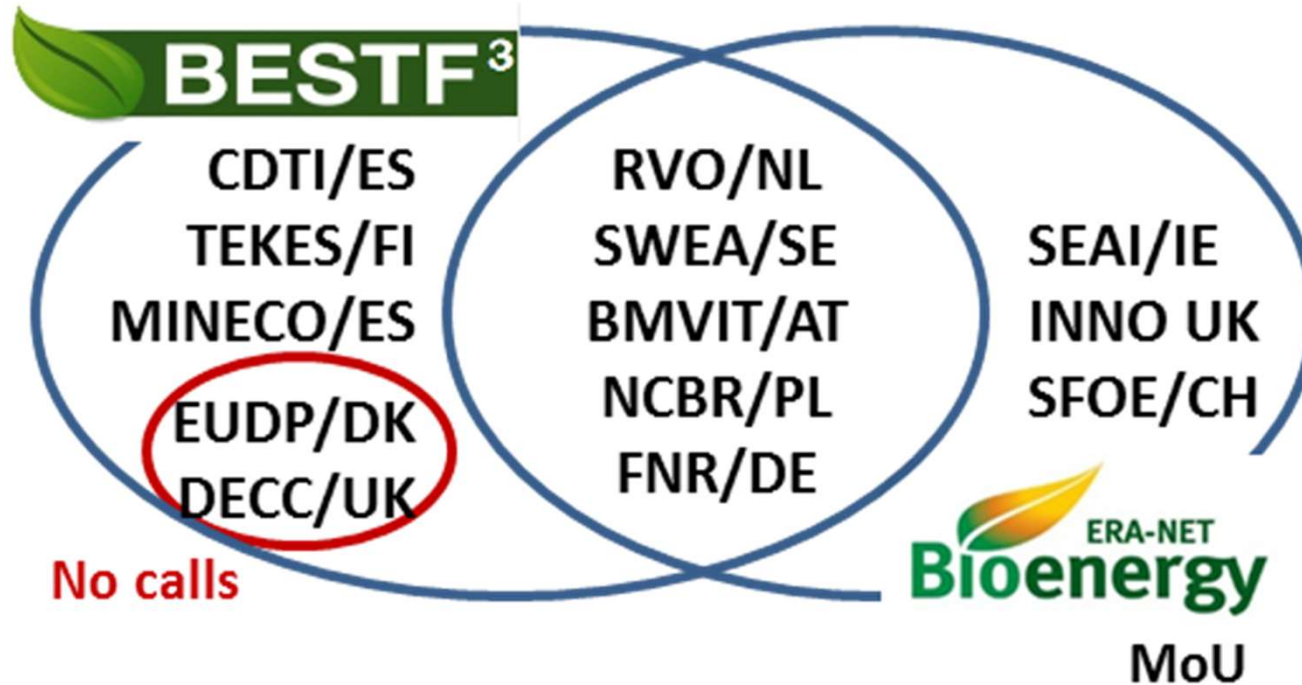 BESTF³
CDTI/ES
TEKES/FI
MINECO/ES
EUDP/DK
DECC/UK
No calls
RVO/NL
SWEA/SE
BMVIT/AT
NCBR/PL
FNR/DE
SEAI/IE
INNO UK
SFOE/CH
ERA-NET
Bioenergy
MoU